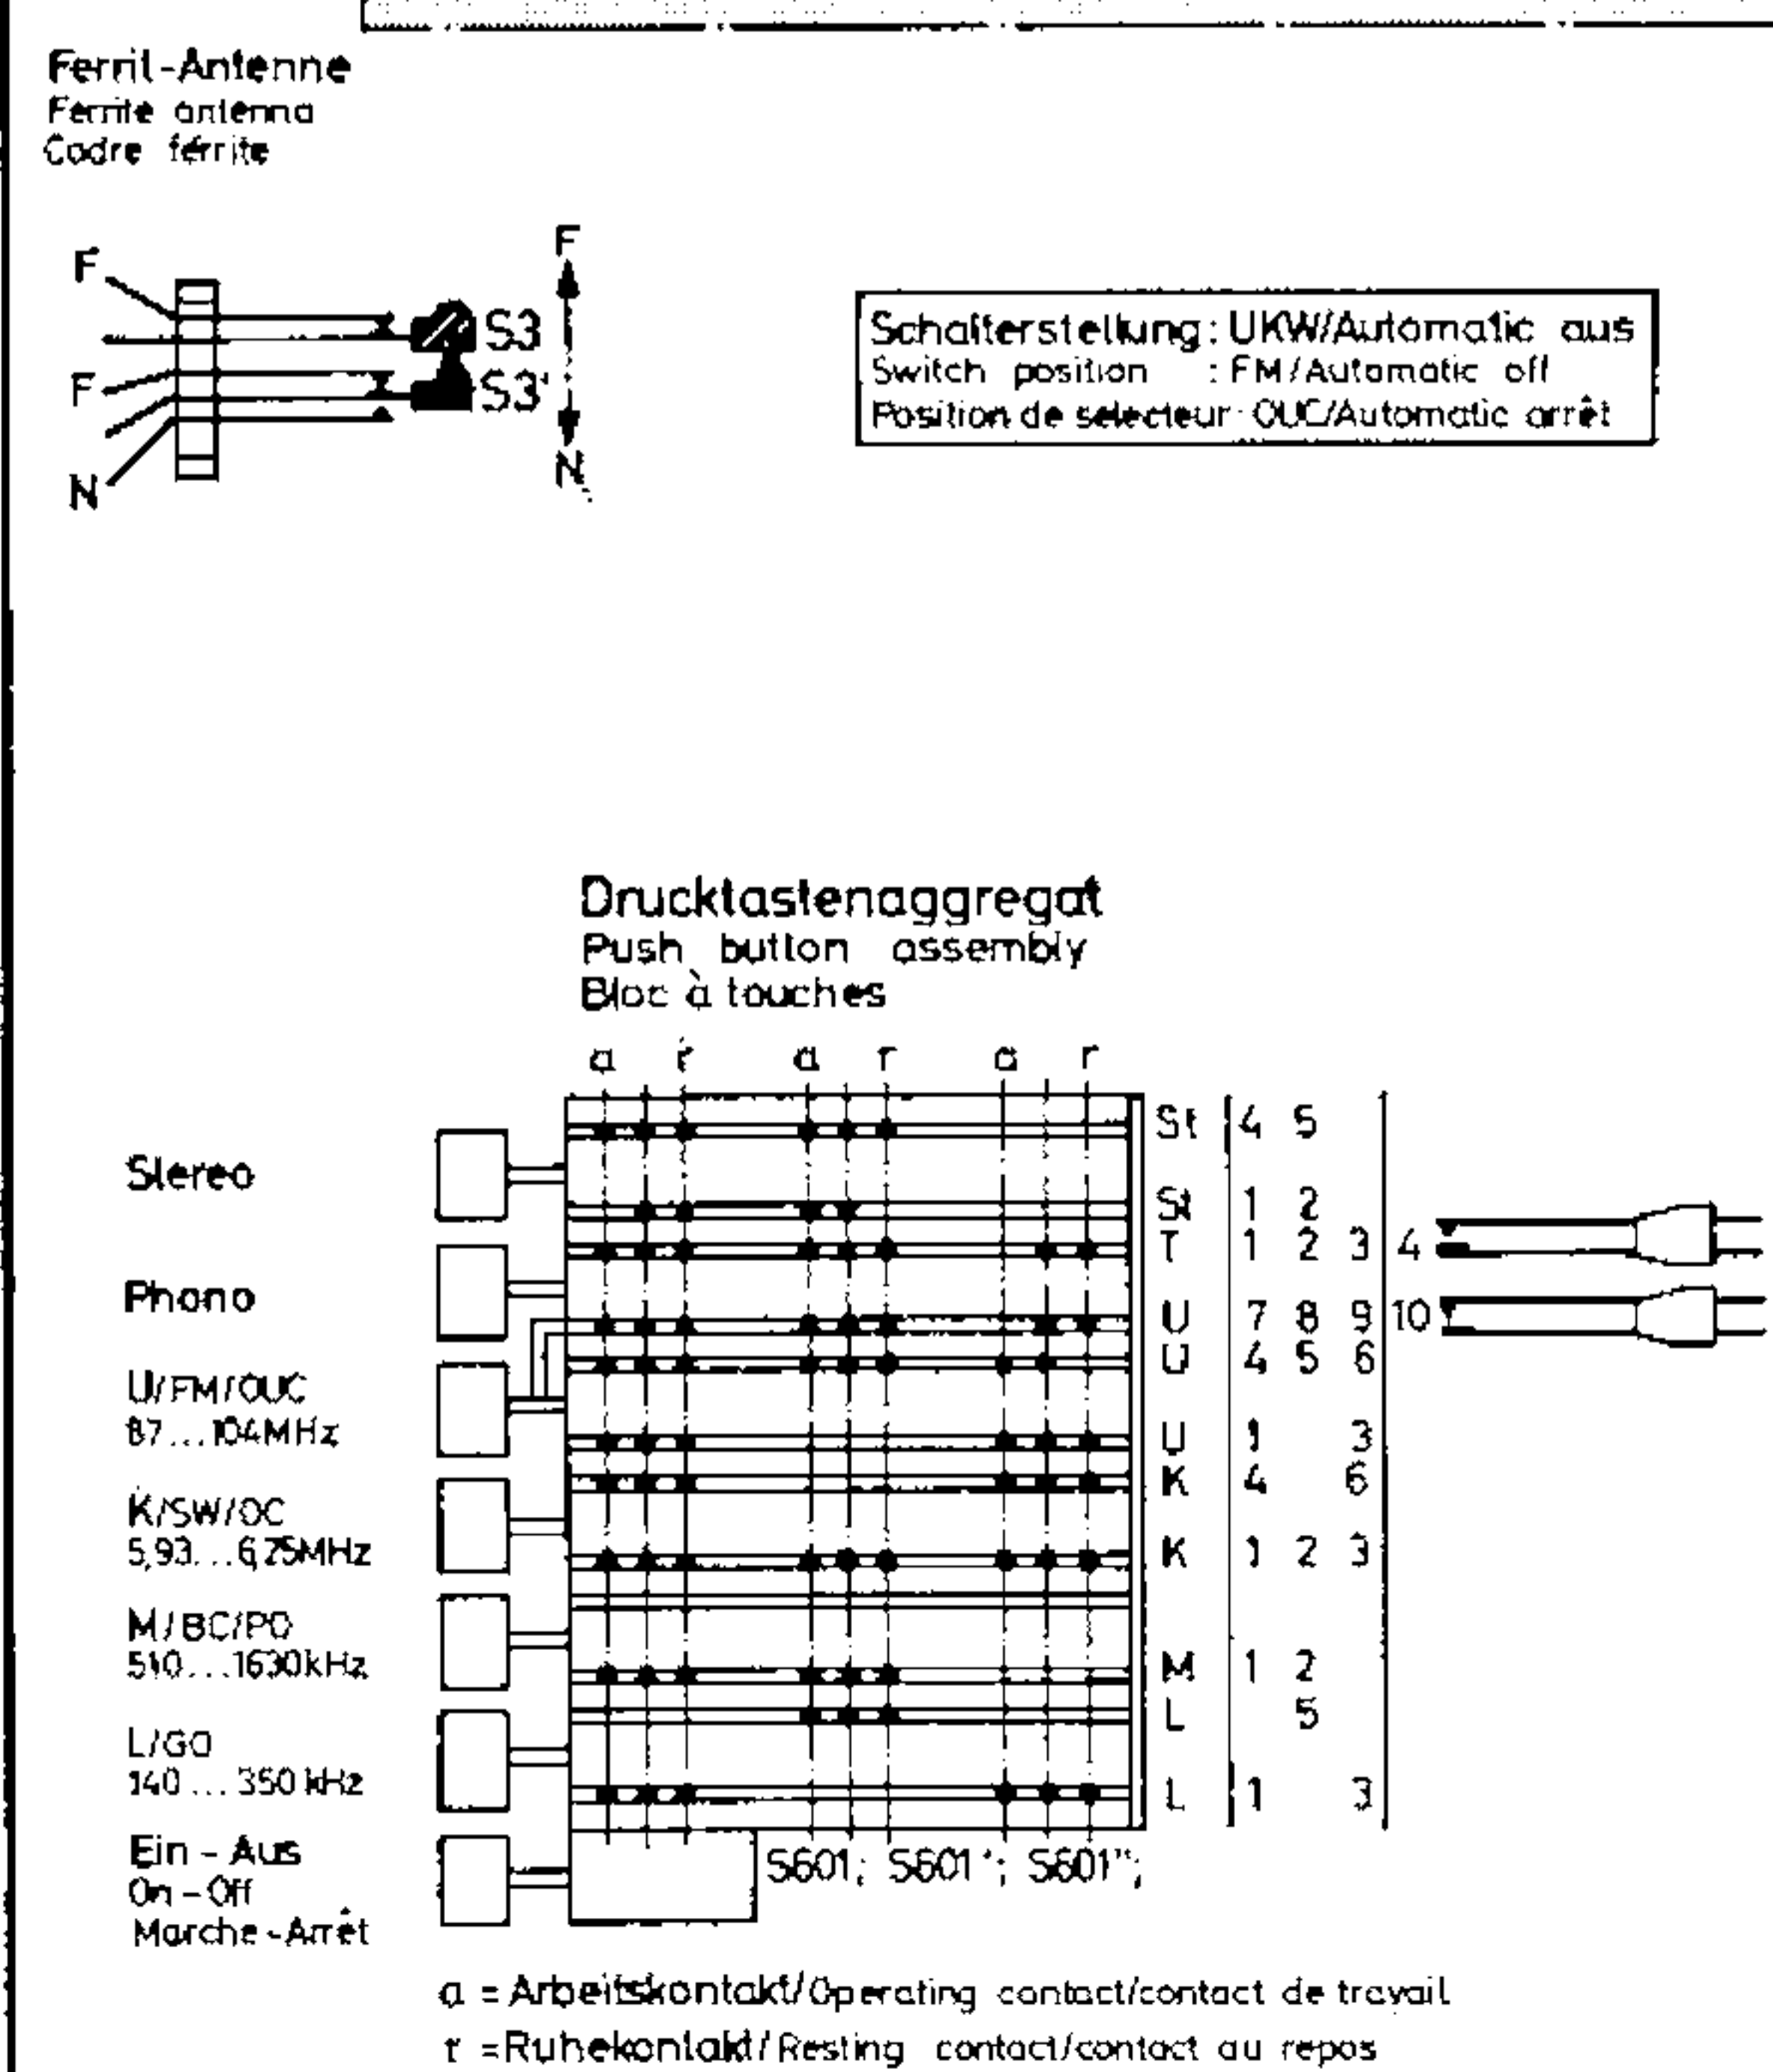 Ferrit-Antenne
Ferrite antenna
Cadre férrite
F
F
N
S3
S3'
F
N
Schalterstellung: UKW/Automatic aus
Switch position : FM/Automatic off
Position de selecteur: OUC/Automatic arrêt
Drucktastenaggregat
Push button assembly
Bloc à touches
a r a r a r
St 4 5
Stereo
St 1 2
T 1 2 3 4
Phono
U 7 8 9 10
U 4 5 6
U/FM/OUC
87...104MHz
U 1 3
K 4 6
K/SW/OC
5,93...6,25MHz
K 1 2 3
M/BC/PO
510...1630kHz
M 1 2
L 5
L/GO
140...350kHz
L 1 3
Ein - Aus
On - Off
Marche - Arrêt
S601; S601'; S601";
a = Arbeitskontakt/Operating contact/contact de travail
r = Ruhekontakt/Resting contact/contact au repos